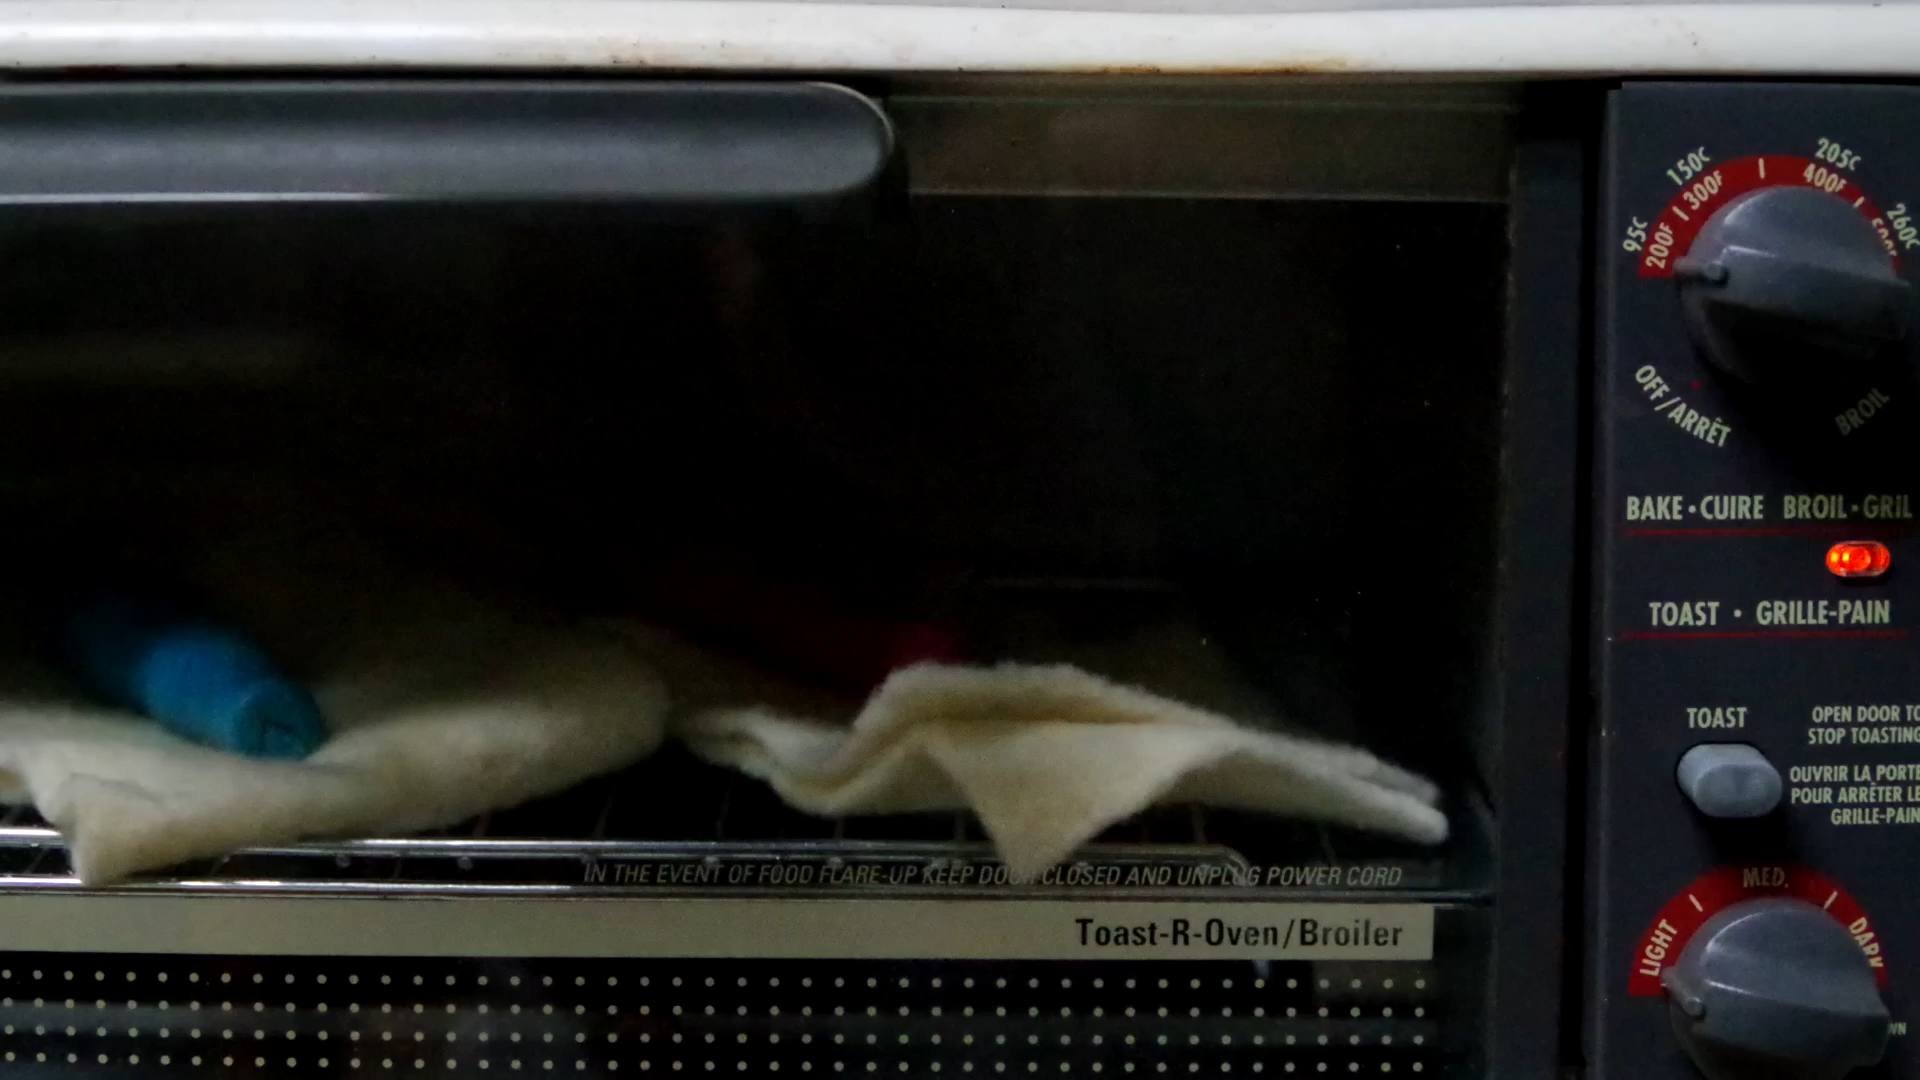 150C
205C
300F
400F
95C
200F
260C
500F
OFF/ARRÊT
BROIL
BAKE • CUIRE BROIL • GRIL
TOAST • GRILLE-PAIN
TOAST
OPEN DOOR TO
STOP TOASTING
OUVRIR LA PORTE
POUR ARRÊTER LE
GRILLE-PAIN
IN THE EVENT OF FOOD FLARE-UP KEEP DOOR CLOSED AND UNPLUG POWER CORD
Toast-R-Oven/Broiler
MED.
LIGHT
DARK